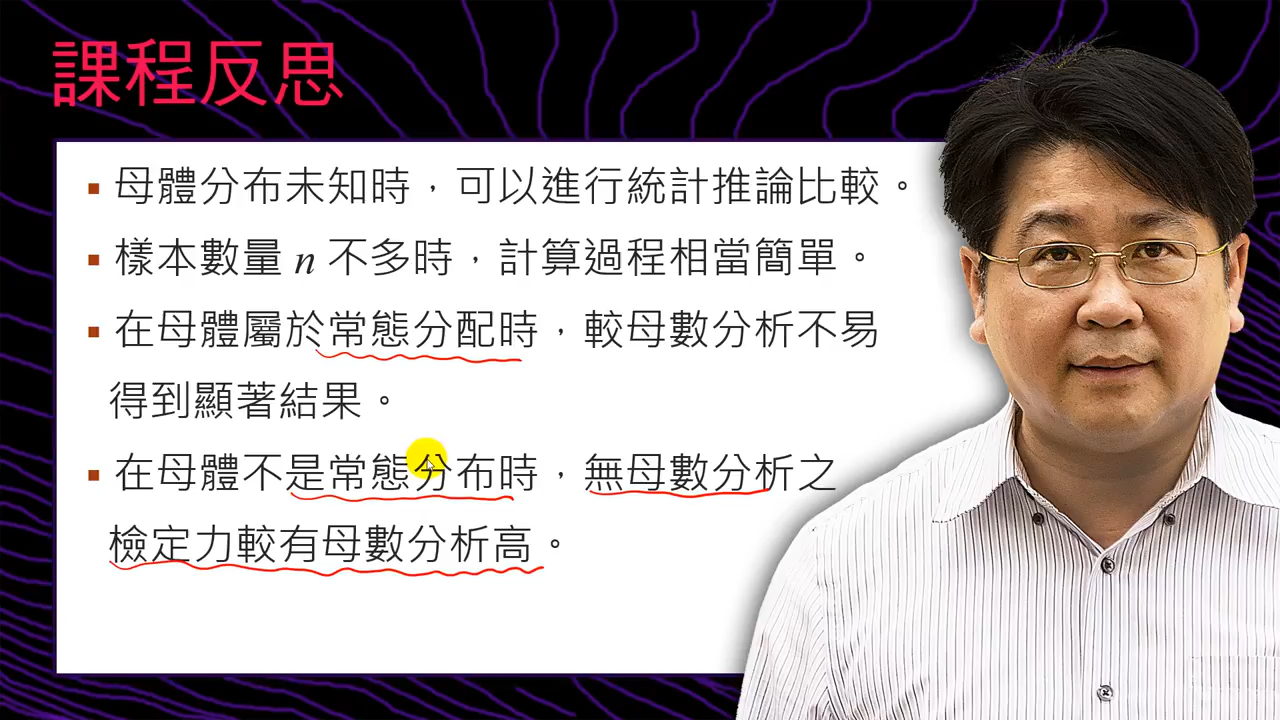 課程反思
▪ 母體分布未知時，可以進行統計推論比較。
▪ 樣本數量 n 不多時，計算過程相當簡單。
▪ 在母體屬於常態分配時，較母數分析不易
得到顯著結果。
▪ 在母體不是常態分布時，無母數分析之
檢定力較有母數分析高。